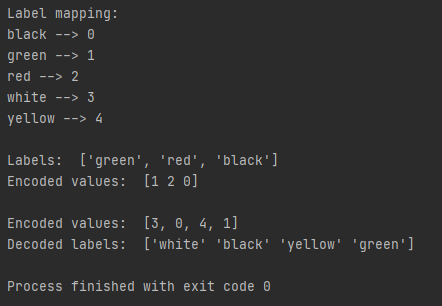 Label mapping:
black --> 0
green --> 1
red --> 2
white --> 3
yellow --> 4
Labels:  ['green', 'red', 'black']
Encoded values:  [1 2 0]
Encoded values:  [3, 0, 4, 1]
Decoded labels:  ['white' 'black' 'yellow' 'green']
Process finished with exit code 0